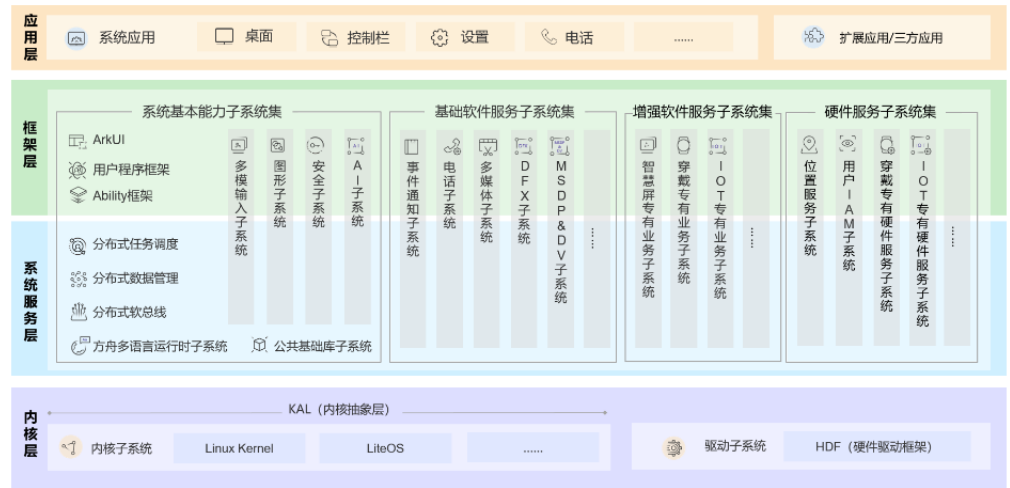 应用层
系统应用
桌面
控制栏
设置
电话
......
扩展应用/三方应用
框架层
系统基本能力子系统集
ArkUI
用户程序框架
Ability框架
多模输入子系统
图形子系统
安全子系统
AI子系统
基础软件服务子系统集
事件通知子系统
电话子系统
多媒体子系统
DFX子系统
MSDP&DV子系统
......
增强软件服务子系统集
智慧屏专有业务子系统
穿戴专有业务子系统
IOT专有业务子系统
......
硬件服务子系统集
位置服务子系统
用户IAM子系统
穿戴专有硬件服务子系统
IOT专有硬件服务子系统
......
系统服务层
分布式任务调度
分布式数据管理
分布式软总线
方舟多语言运行时子系统
公共基础库子系统
内核层
KAL（内核抽象层）
内核子系统
Linux Kernel
LiteOS
......
驱动子系统
HDF（硬件驱动框架）